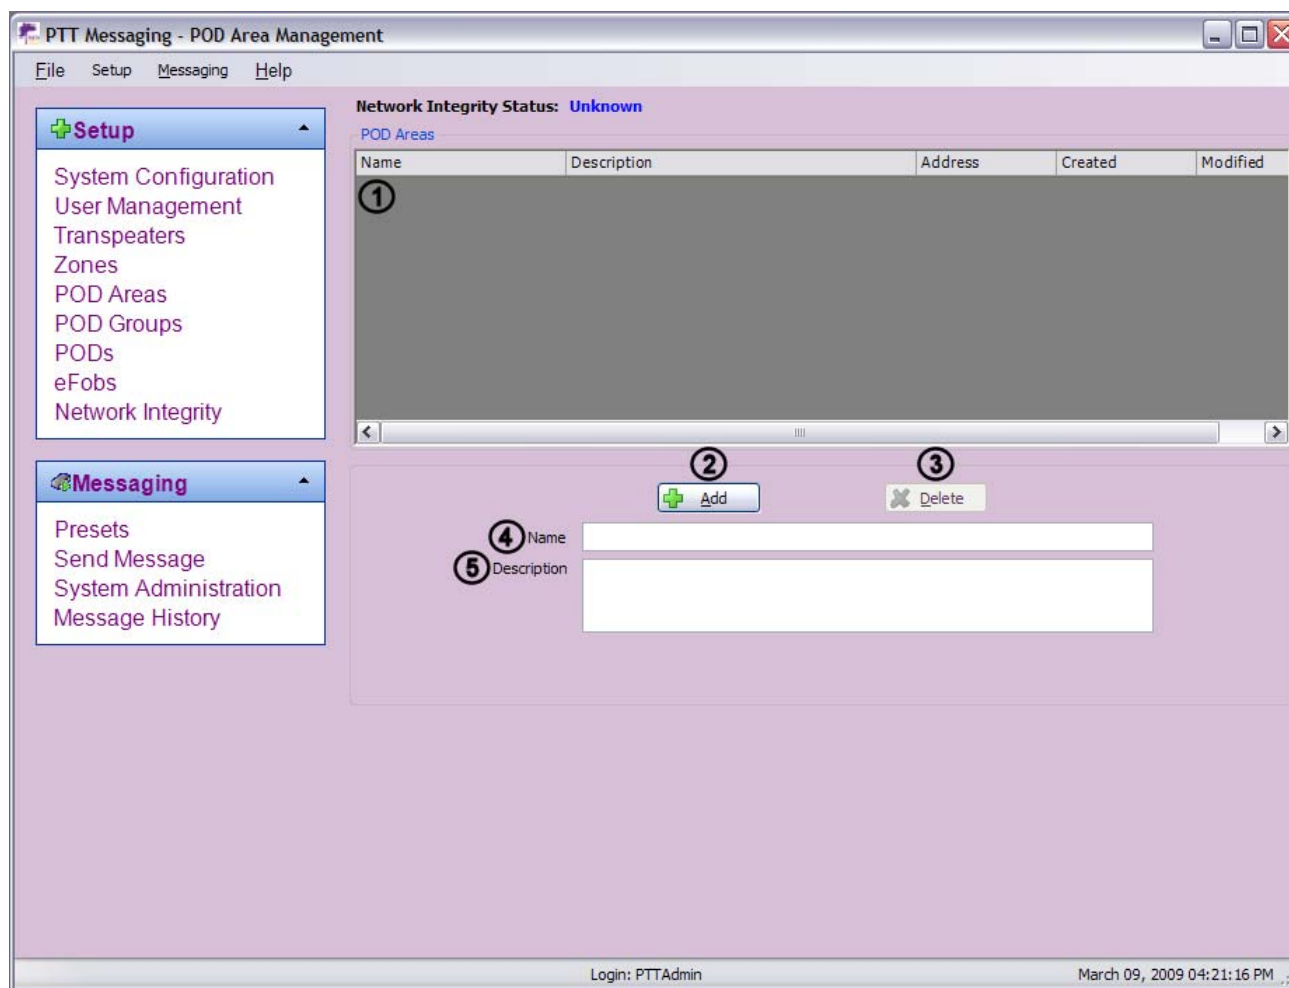 PTT Messaging - POD Area Management
File Setup Messaging Help
Setup
System Configuration
User Management
Transpeaters
Zones
POD Areas
POD Groups
PODs
eFobs
Network Integrity
Messaging
Presets
Send Message
System Administration
Message History
Network Integrity Status: Unknown
POD Areas
Name Description Address Created Modified
1
2 3
Add Delete
4 Name
5 Description
Login: PTTAdmin March 09, 2009 04:21:16 PM